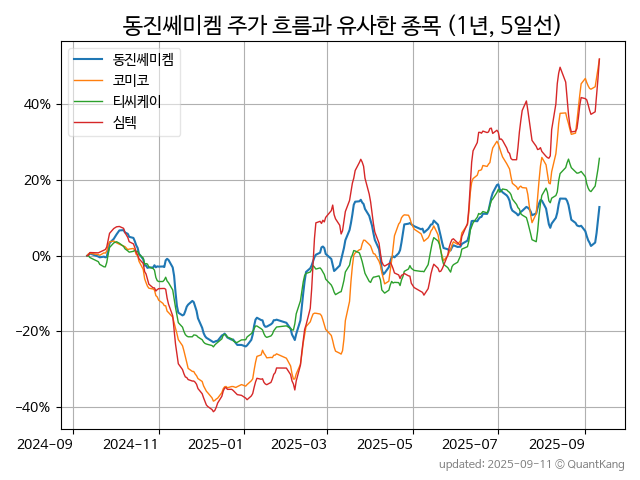 동진쎄미켐 주가 흐름과 유사한 종목 (1년, 5일선)
동진쎄미켐
코미코
티씨케이
심텍
40%
20%
0%
−20%
−40%
2024−09
2024−11
2025−01
2025−03
2025−05
2025−07
2025−09
updated: 2025-09-11 © QuantKang